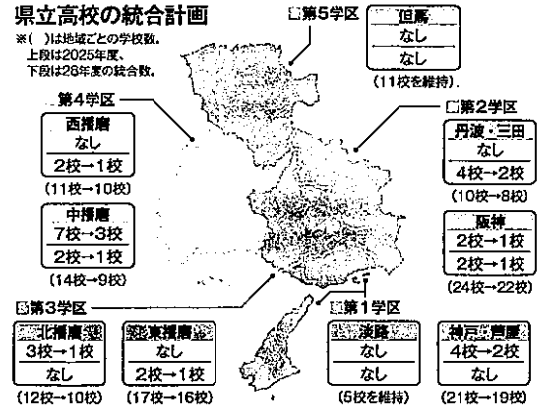 県立高校の統合計画
※( )は地域ごとの学校数。
上段は2025年度、
下段は28年度の統合数。
第5学区
但馬
なし
なし
(11校を維持)
第4学区
西播磨
なし
2校→1校
(11校→10校)
中播磨
7校→3校
2校→1校
(14校→9校)
第2学区
丹波・三田
なし
4校→2校
(10校→8校)
阪神
2校→1校
2校→1校
(24校→22校)
第3学区
北播磨
3校→1校
なし
(12校→10校)
東播磨
なし
2校→1校
(17校→16校)
第1学区
淡路
なし
なし
(5校を維持)
神戸・芦屋
4校→2校
なし
(21校→19校)